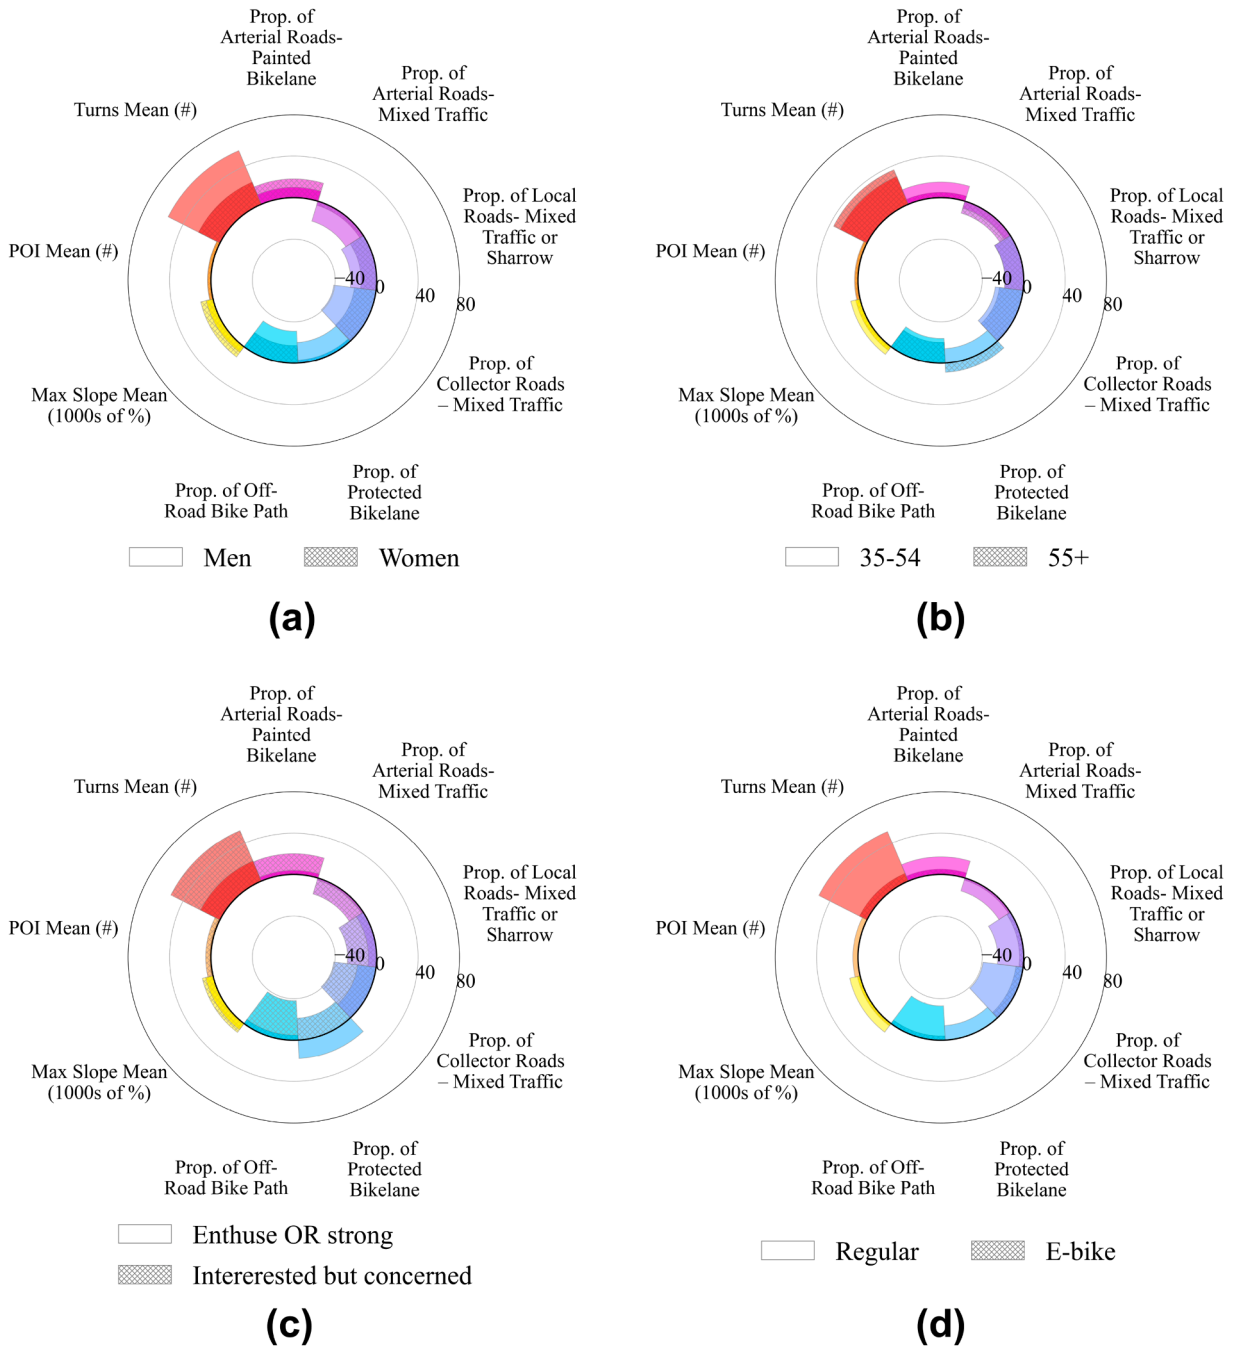 Prop. of
Arterial Roads-
Painted
Bikelane
Prop. of
Arterial Roads-
Mixed Traffic
Turns Mean (#)
Prop. of Local
Roads- Mixed
Traffic or
Sharrow
POI Mean (#)
−40
0
40
80
Prop. of
Collector Roads
– Mixed Traffic
Max Slope Mean
(1000s of %)
Prop. of
Protected
Bikelane
Prop. of Off-
Road Bike Path
Men
Women
(a)
Prop. of
Arterial Roads-
Painted
Bikelane
Prop. of
Arterial Roads-
Mixed Traffic
Turns Mean (#)
Prop. of Local
Roads- Mixed
Traffic or
Sharrow
POI Mean (#)
−40
0
40
80
Prop. of
Collector Roads
– Mixed Traffic
Max Slope Mean
(1000s of %)
Prop. of
Protected
Bikelane
Prop. of Off-
Road Bike Path
35-54
55+
(b)
Prop. of
Arterial Roads-
Painted
Bikelane
Prop. of
Arterial Roads-
Mixed Traffic
Turns Mean (#)
Prop. of Local
Roads- Mixed
Traffic or
Sharrow
POI Mean (#)
−40
0
40
80
Prop. of
Collector Roads
– Mixed Traffic
Max Slope Mean
(1000s of %)
Prop. of
Protected
Bikelane
Prop. of Off-
Road Bike Path
Enthuse OR strong
Intererested but concerned
(c)
Prop. of
Arterial Roads-
Painted
Bikelane
Prop. of
Arterial Roads-
Mixed Traffic
Turns Mean (#)
Prop. of Local
Roads- Mixed
Traffic or
Sharrow
POI Mean (#)
−40
0
40
80
Prop. of
Collector Roads
– Mixed Traffic
Max Slope Mean
(1000s of %)
Prop. of
Protected
Bikelane
Prop. of Off-
Road Bike Path
Regular
E-bike
(d)